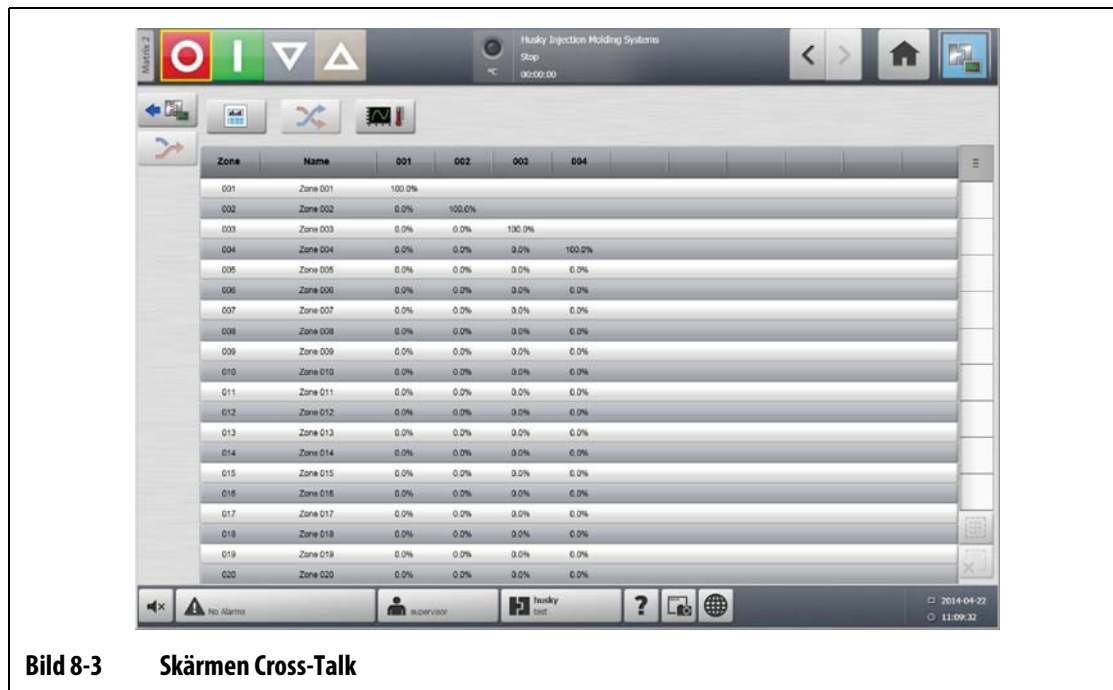 Matrix 2
Husky Injection Molding Systems
Stop
°C 00:00:00
Zone Name 001 002 003 004
001 Zone 001 100.0%
002 Zone 002 0.0% 100.0%
003 Zone 003 0.0% 0.0% 100.0%
004 Zone 004 0.0% 0.0% 0.0% 100.0%
005 Zone 005 0.0% 0.0% 0.0% 0.0%
006 Zone 006 0.0% 0.0% 0.0% 0.0%
007 Zone 007 0.0% 0.0% 0.0% 0.0%
008 Zone 008 0.0% 0.0% 0.0% 0.0%
009 Zone 009 0.0% 0.0% 0.0% 0.0%
010 Zone 010 0.0% 0.0% 0.0% 0.0%
011 Zone 011 0.0% 0.0% 0.0% 0.0%
012 Zone 012 0.0% 0.0% 0.0% 0.0%
013 Zone 013 0.0% 0.0% 0.0% 0.0%
014 Zone 014 0.0% 0.0% 0.0% 0.0%
015 Zone 015 0.0% 0.0% 0.0% 0.0%
016 Zone 016 0.0% 0.0% 0.0% 0.0%
017 Zone 017 0.0% 0.0% 0.0% 0.0%
018 Zone 018 0.0% 0.0% 0.0% 0.0%
019 Zone 019 0.0% 0.0% 0.0% 0.0%
020 Zone 020 0.0% 0.0% 0.0% 0.0%
No Alarms supervisor husky test ? 2014-04-22
11:09:32
Bild 8-3 Skärmen Cross-Talk